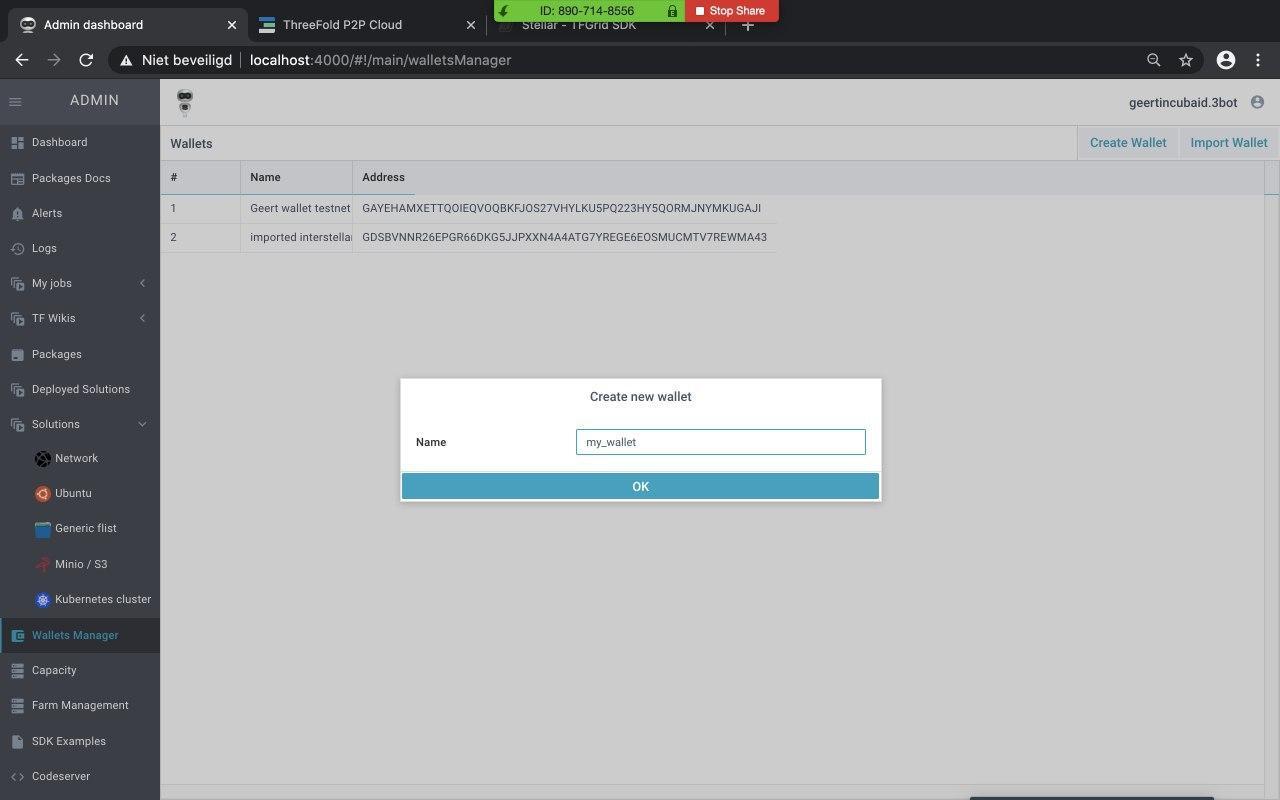 ID: 890-714-8556
Stop Share
Admin dashboard
ThreeFold P2P Cloud
Stellar - TFGrid SDK
Niet beveiligd
localhost:4000/#!/main/walletsManager
ADMIN
geertincubaid.3bot
Dashboard
Packages Docs
Alerts
Logs
My jobs
TF Wikis
Packages
Deployed Solutions
Solutions
Network
Ubuntu
Generic flist
Minio / S3
Kubernetes cluster
Wallets Manager
Capacity
Farm Management
SDK Examples
Codeserver
Wallets
Create Wallet
Import Wallet
# Name Address
1 Geert wallet testnet GAYEHAMXETTQOIEQVOQBKFJOS27VHYLKU5PQ223HY5QORMJNYMKUGAJI
2 imported interstellar GDSBVNNR26EPGR66DKG5JJPXXN4A4ATG7YREGE6EOSMUCMTV7REWMA43
Create new wallet
Name my_wallet
OK